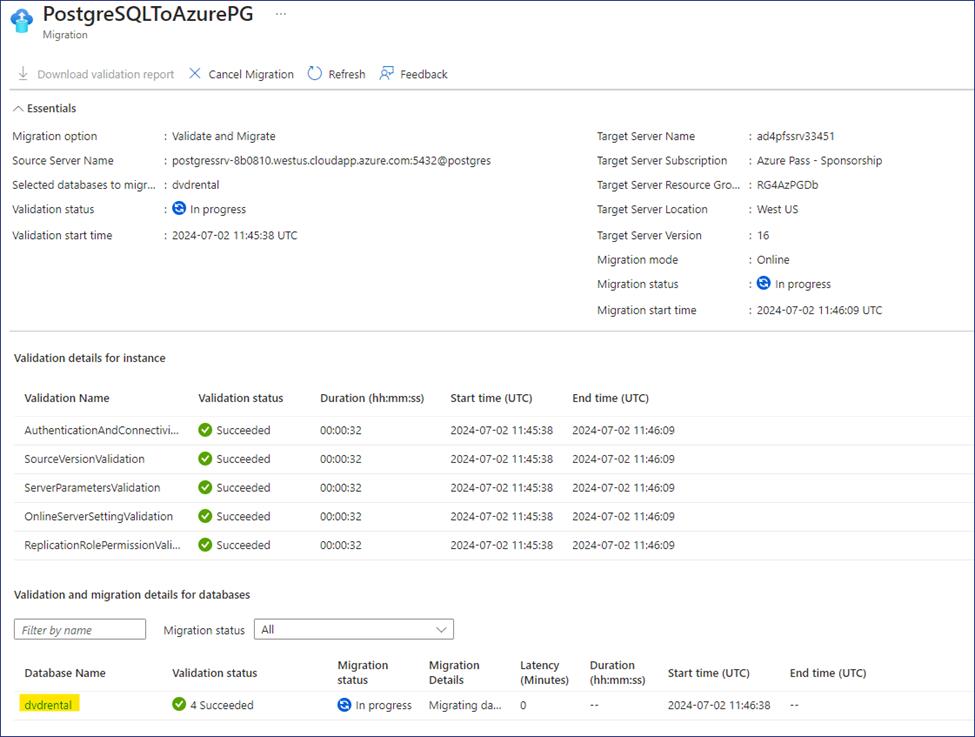 PostgreSQLToAzurePG ...
Migration
Download validation report Cancel Migration Refresh Feedback
Essentials
Migration option : Validate and Migrate
Source Server Name : postgressrv-8b0810.westus.cloudapp.azure.com:5432@postgres
Selected databases to migr... : dvdrental
Validation status : In progress
Validation start time : 2024-07-02 11:45:38 UTC
Target Server Name : ad4pfssrv33451
Target Server Subscription : Azure Pass - Sponsorship
Target Server Resource Gro... : RG4AzPGDb
Target Server Location : West US
Target Server Version : 16
Migration mode : Online
Migration status : In progress
Migration start time : 2024-07-02 11:46:09 UTC
Validation details for instance
Validation Name Validation status Duration (hh:mm:ss) Start time (UTC) End time (UTC)
AuthenticationAndConnectivi... Succeeded 00:00:32 2024-07-02 11:45:38 2024-07-02 11:46:09
SourceVersionValidation Succeeded 00:00:32 2024-07-02 11:45:38 2024-07-02 11:46:09
ServerParametersValidation Succeeded 00:00:32 2024-07-02 11:45:38 2024-07-02 11:46:09
OnlineServerSettingValidation Succeeded 00:00:32 2024-07-02 11:45:38 2024-07-02 11:46:09
ReplicationRolePermissionVali... Succeeded 00:00:32 2024-07-02 11:45:38 2024-07-02 11:46:09
Validation and migration details for databases
Filter by name Migration status All
Database Name Validation status Migration status Migration Details Latency (Minutes) Duration (hh:mm:ss) Start time (UTC) End time (UTC)
dvdrental 4 Succeeded In progress Migrating da... 0 -- 2024-07-02 11:46:38 --